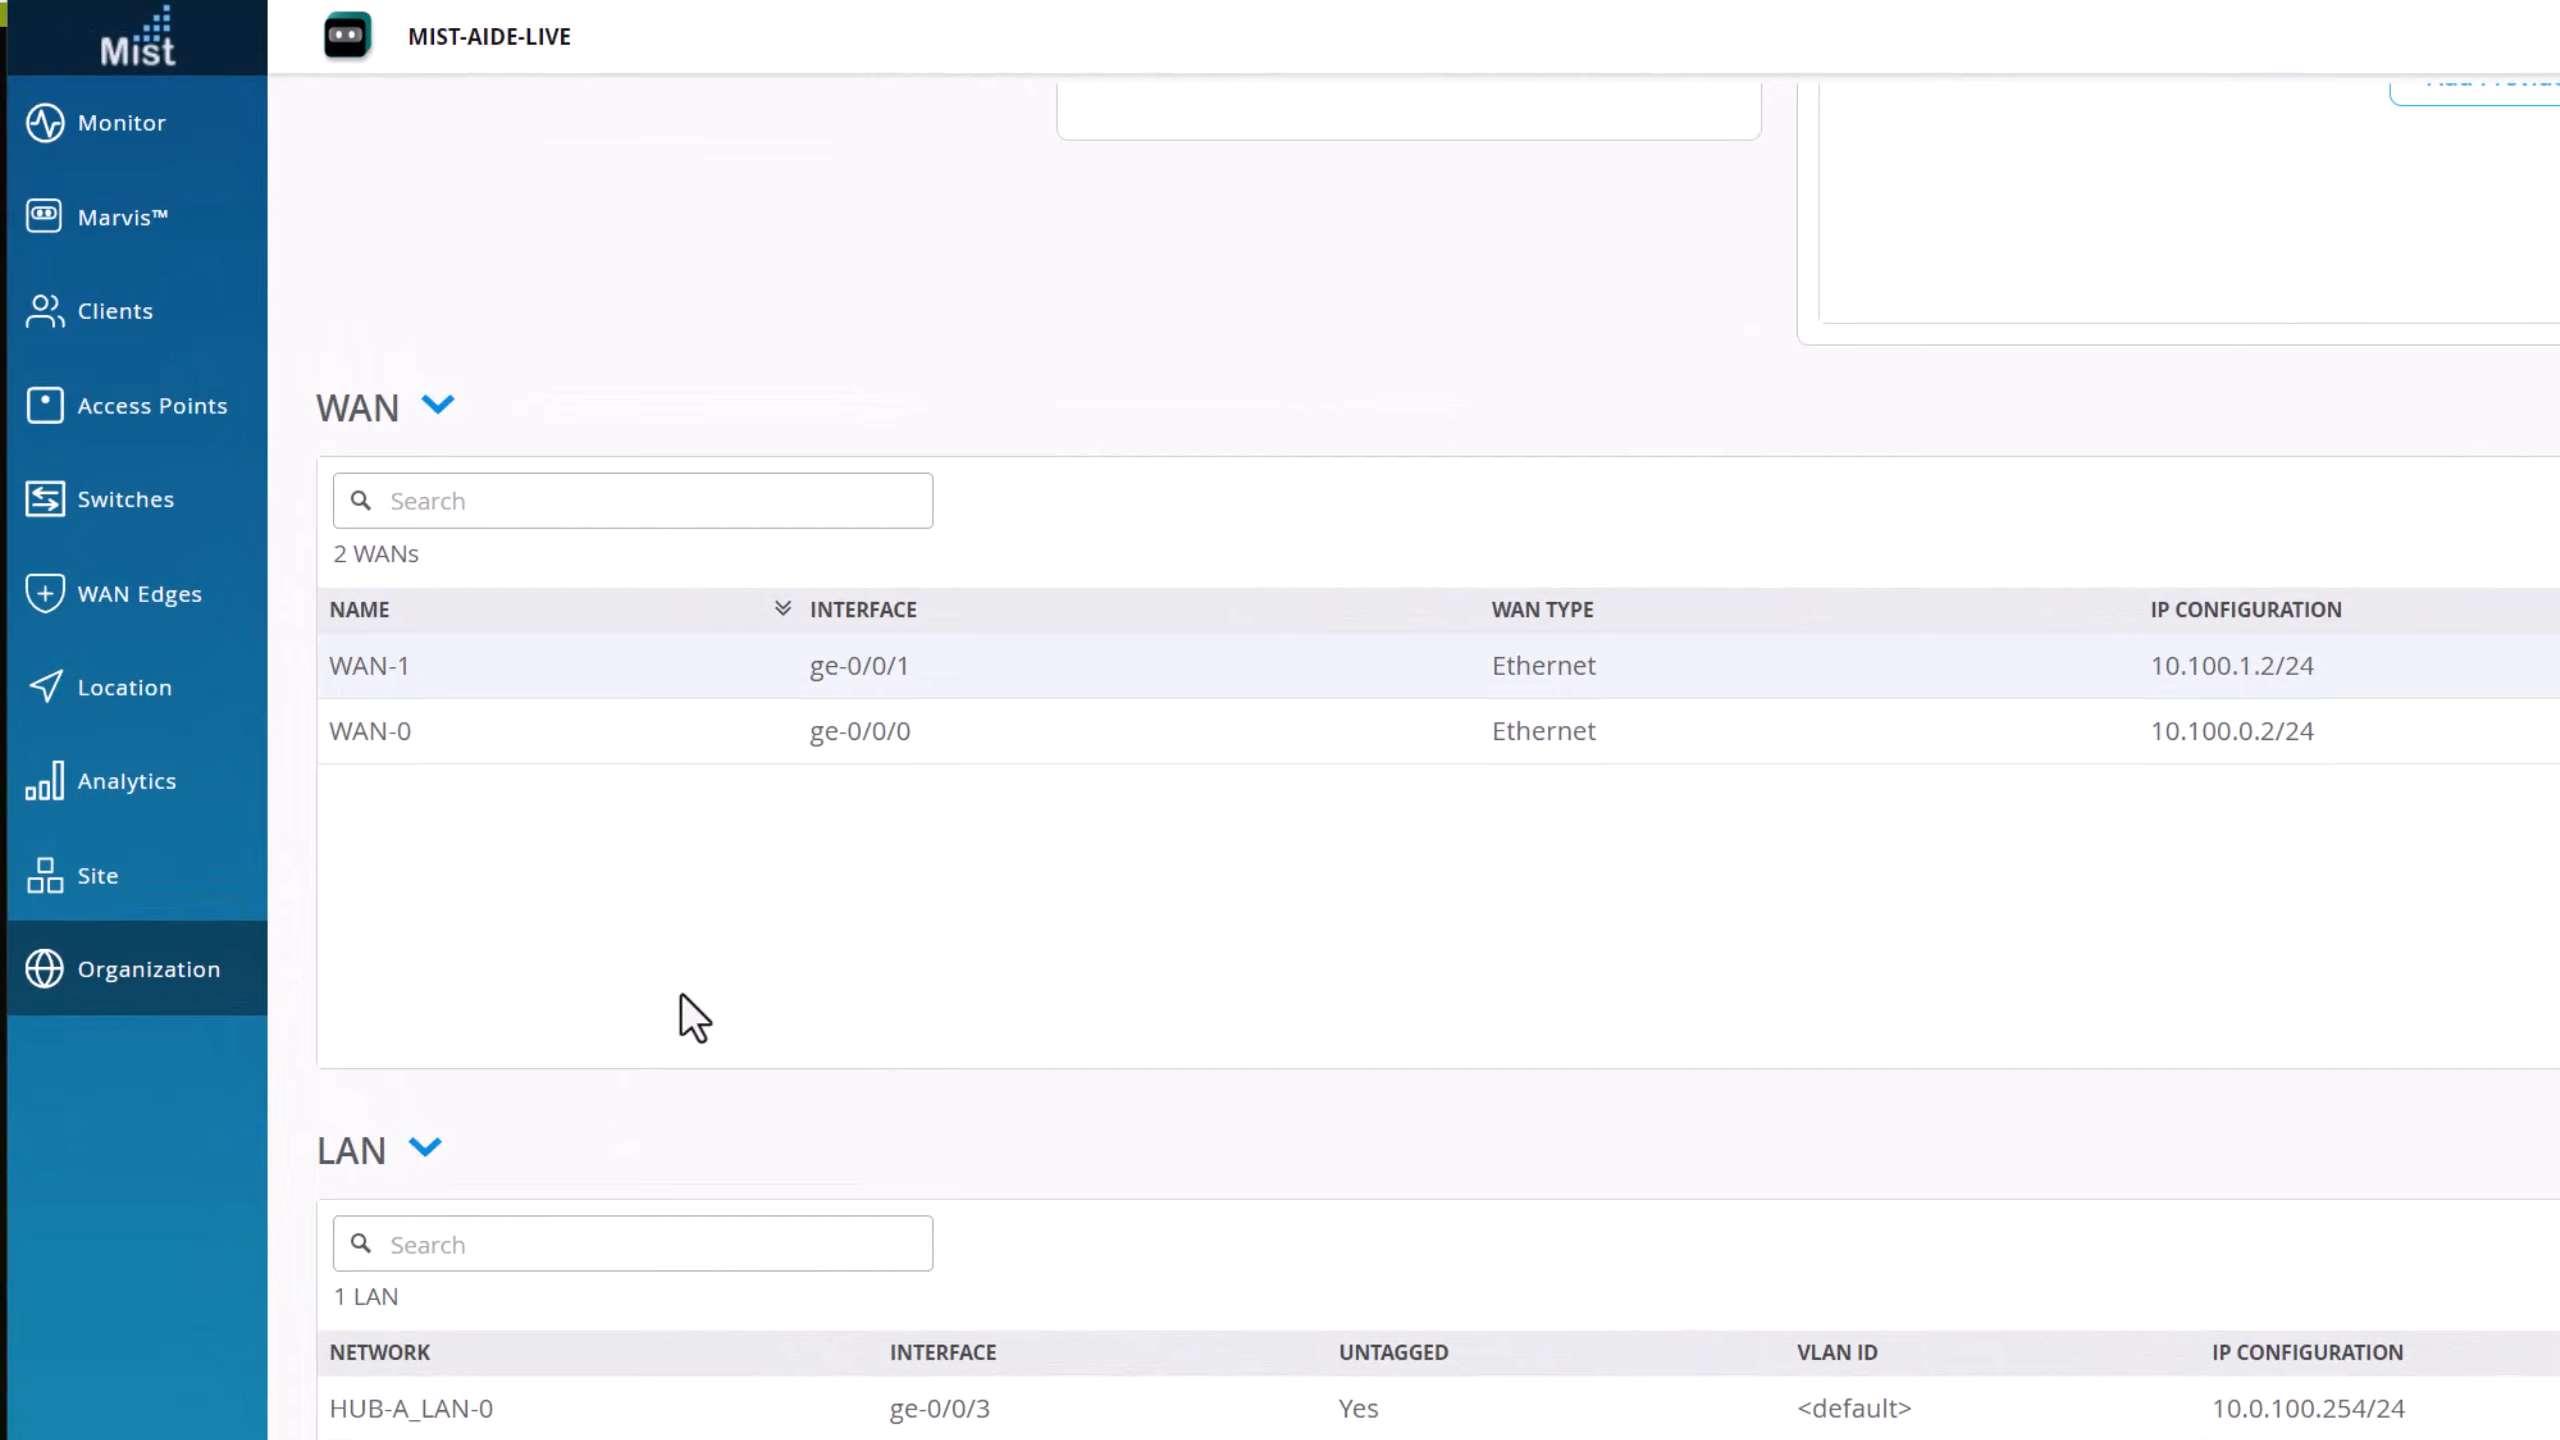 Mist
MIST-AIDE-LIVE
Monitor
Marvis™
Clients
Access Points
Switches
WAN Edges
Location
Analytics
Site
Organization
WAN
Search
2 WANs
NAME INTERFACE WAN TYPE IP CONFIGURATION
WAN-1 ge-0/0/1 Ethernet 10.100.1.2/24
WAN-0 ge-0/0/0 Ethernet 10.100.0.2/24
LAN
Search
1 LAN
NETWORK INTERFACE UNTAGGED VLAN ID IP CONFIGURATION
HUB-A_LAN-0 ge-0/0/3 Yes <default> 10.0.100.254/24